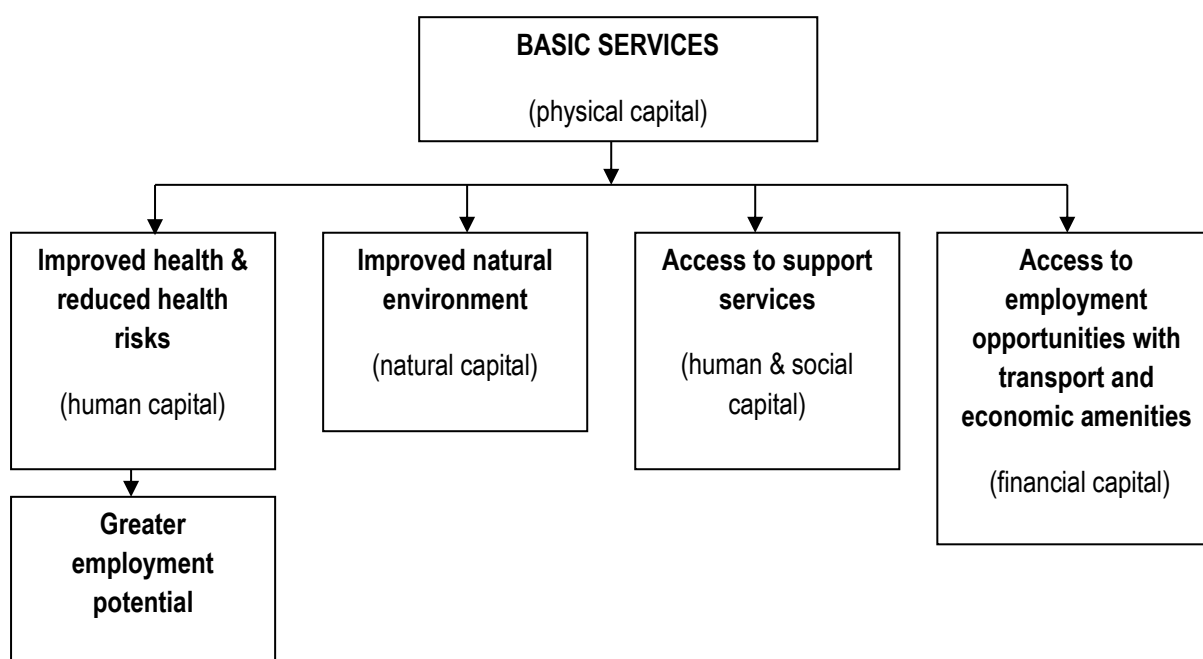 BASIC SERVICES
(physical capital)
Improved health &
reduced health
risks
(human capital)
Improved natural
environment
(natural capital)
Access to support
services
(human & social
capital)
Access to
employment
opportunities with
transport and
economic amenities
(financial capital)
Greater
employment
potential